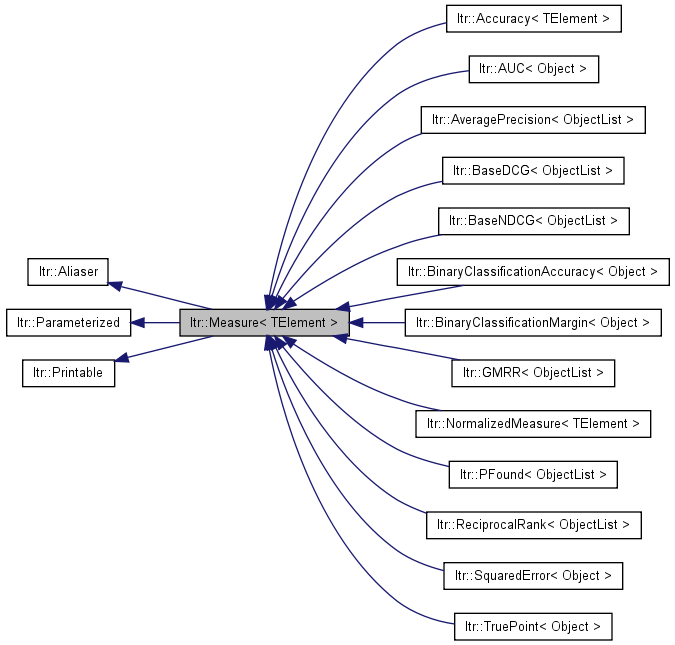 ltr::Accuracy< TElement >
ltr::AUC< Object >
ltr::AveragePrecision< ObjectList >
ltr::BaseDCG< ObjectList >
ltr::BaseNDCG< ObjectList >
ltr::Aliaser
ltr::BinaryClassificationAccuracy< Object >
ltr::Parameterized
ltr::Measure< TElement >
ltr::BinaryClassificationMargin< Object >
ltr::Printable
ltr::GMRR< ObjectList >
ltr::NormalizedMeasure< TElement >
ltr::PFound< ObjectList >
ltr::ReciprocalRank< ObjectList >
ltr::SquaredError< Object >
ltr::TruePoint< Object >